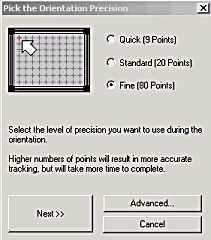 Pick the Orientation Precision
Quick (9 Points)
Standard (20 Points)
Fine (80 Points)
Select the level of precision you want to use during the
orientation.
Higher numbers of points will result in more accurate
tracking, but will take more time to complete.
Next >>
Advanced...
Cancel